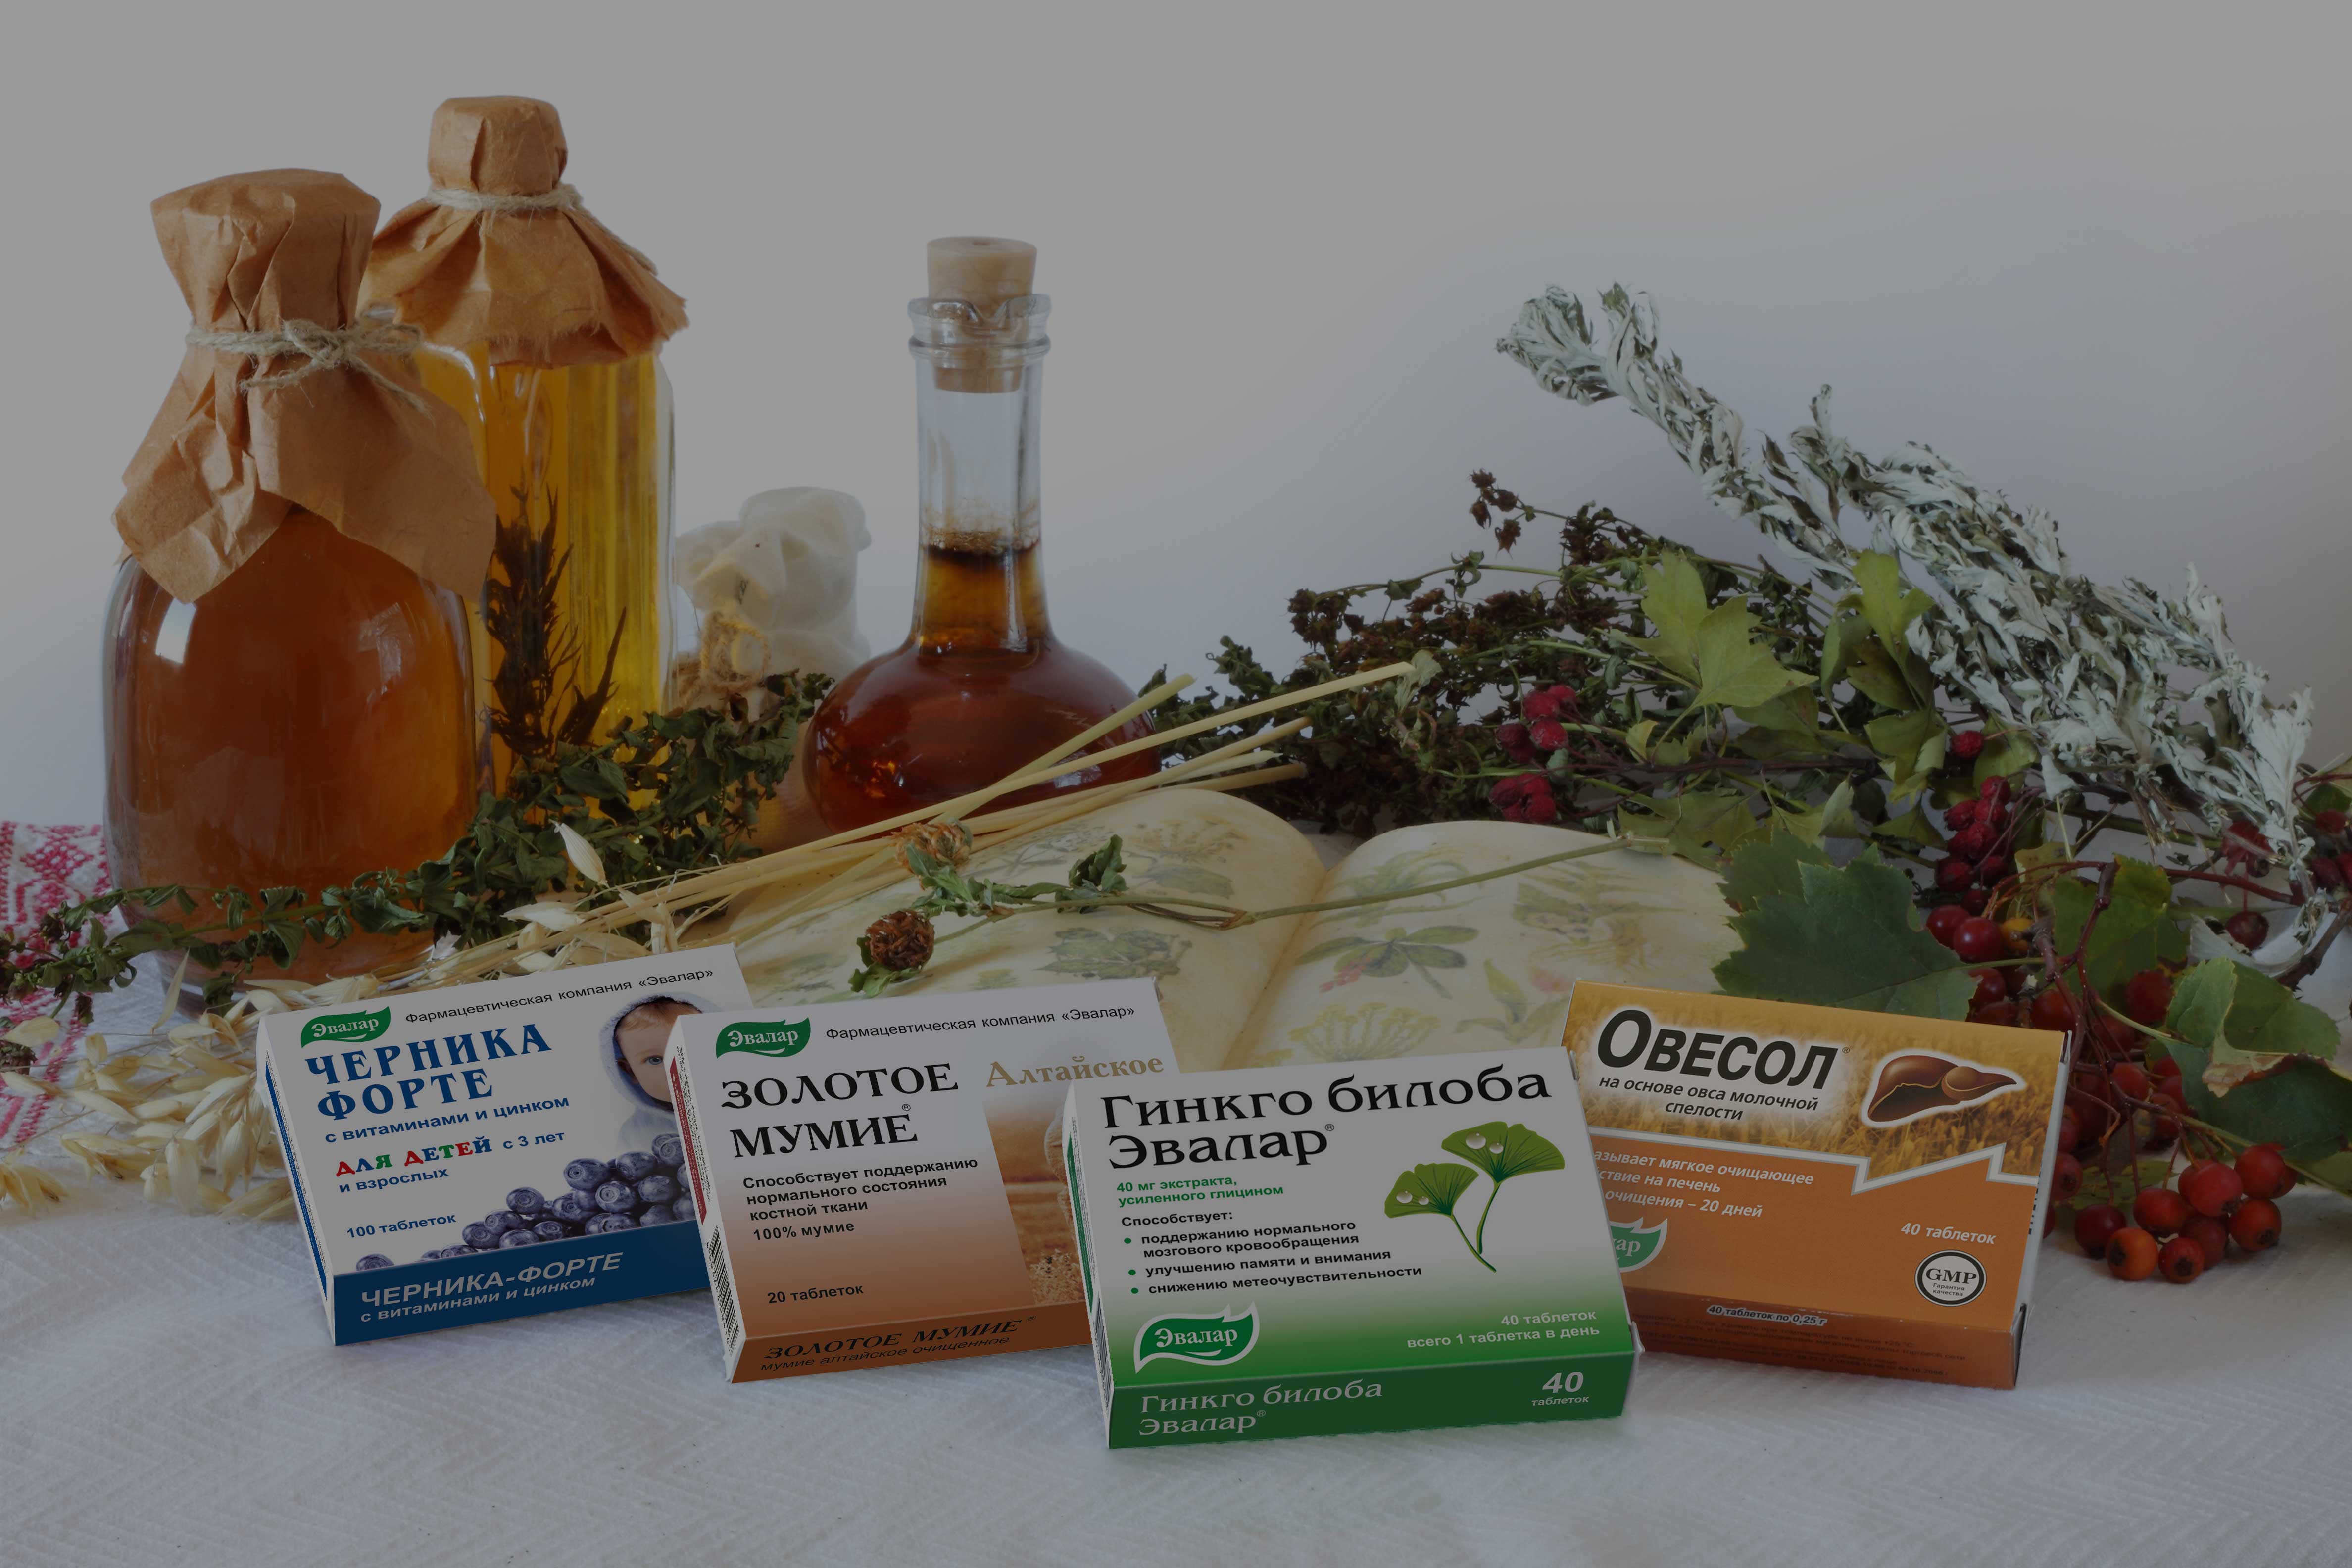 Эвалар
Фармацевтическая компания «Эвалар»
ЧЕРНИКА
ФОРТЕ
с витаминами и цинком
ДЛЯ ДЕТЕЙ с 3 лет
и взрослых
100 таблеток
ЧЕРНИКА-ФОРТЕ
с витаминами и цинком
Эвалар
Фармацевтическая компания «Эвалар»
ЗОЛОТОЕ
МУМИЕ®
Алтайское
Способствует поддержанию
нормального состояния
костной ткани
100% мумие
20 таблеток
ЗОЛОТОЕ МУМИЕ®
мумие алтайское очищенное
Гинкго билоба
Эвалар®
40 мг экстракта,
усиленного глицином
Способствует:
• поддержанию нормального
мозгового кровообращения
• улучшению памяти и внимания
• снижению метеочувствительности
Эвалар
40 таблеток
всего 1 таблетка в день
Гинкго билоба
Эвалар®
40
таблеток
ОВЕСОЛ®
на основе овса молочной
спелости
азывает мягкое очищающее
йствие на печень
очищения – 20 дней
лар
40 таблеток
GMP
Гарантия
качества
40 таблеток по 0,25 г